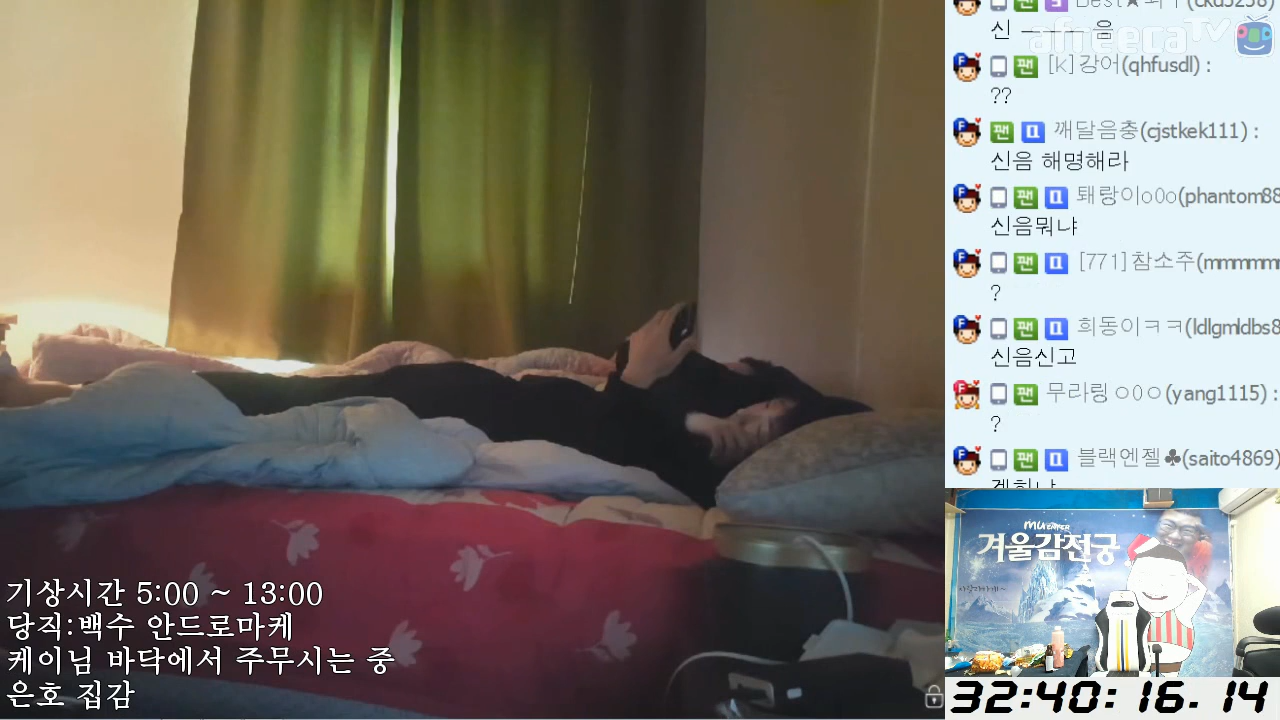 신 ─── 음
afreecaTV
[K]강어(qhfusdl) :
??
깨달음충(cjstkek111) :
신음 해명해라
퇘랑이o0o(phantom88
신음뭐냐
[771]참소주(mmmmm
?
희동이ㅋㅋ(ldlgmldbs8
신음신고
무라링 ㅇ0ㅇ(yang1115) :
?
블랙엔젤♣(saito4869)
MU ENTER
겨울감전궁
기상시간 5:00 ~ 13:00
당직:백수 안드로마케
케이님 바닥에서 주무시는 중
은호 집감
32:40:16.14